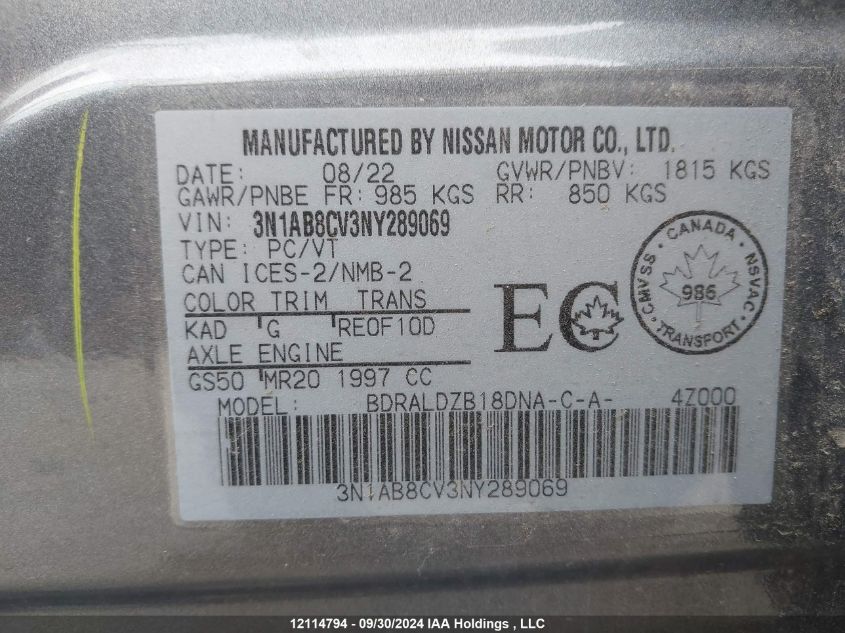 MANUFACTURED BY NISSAN MOTOR CO., LTD.
DATE: 08/22 GVWR/PNBV: 1815 KGS
GAWR/PNBE FR: 985 KGS RR: 850 KGS
VIN: 3N1AB8CV3NY289069
TYPE: PC/VT
CAN ICES-2/NMB-2
COLOR TRIM TRANS
KAD G RE0F10D
AXLE ENGINE
GS50 MR20 1997 CC
EC
CANADA
CMVSS NSVAC
986
TRANSPORT
MODEL: BDRALDZB18DNA-C-A- 4Z000
3N1AB8CV3NY289069
12114794 - 09/30/2024 IAA Holdings , LLC